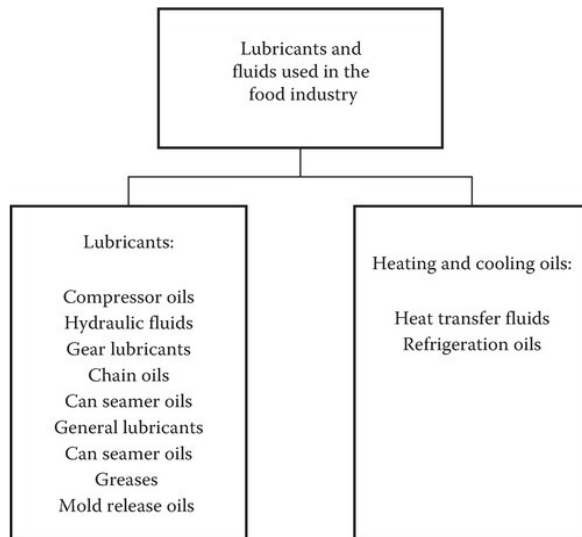 Lubricants and
fluids used in the
food industry
Lubricants:
Compressor oils
Hydraulic fluids
Gear lubricants
Chain oils
Can seamer oils
General lubricants
Can seamer oils
Greases
Mold release oils
Heating and cooling oils:
Heat transfer fluids
Refrigeration oils